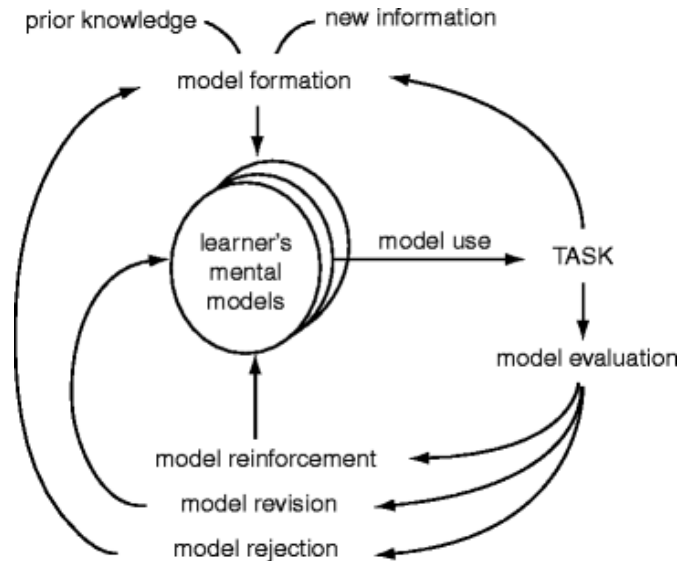 prior knowledge
new information
model formation
learner's
mental
models
model use
TASK
model evaluation
model reinforcement
model revision
model rejection